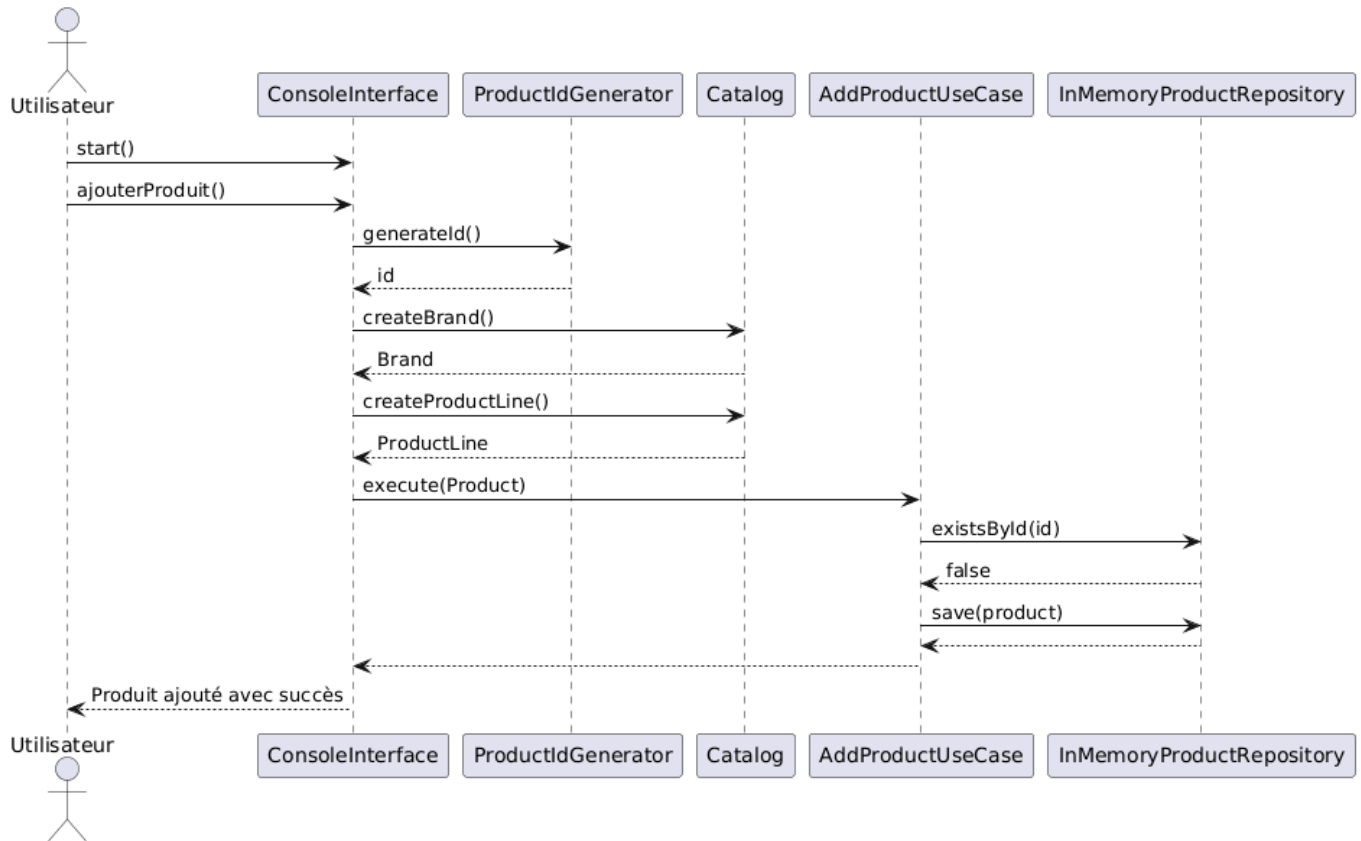 Utilisateur
ConsoleInterface
ProductIdGenerator
Catalog
AddProductUseCase
InMemoryProductRepository
start()
ajouterProduit()
generateId()
id
createBrand()
Brand
createProductLine()
ProductLine
execute(Product)
existsById(id)
false
save(product)
Produit ajouté avec succès
Utilisateur
ConsoleInterface
ProductIdGenerator
Catalog
AddProductUseCase
InMemoryProductRepository